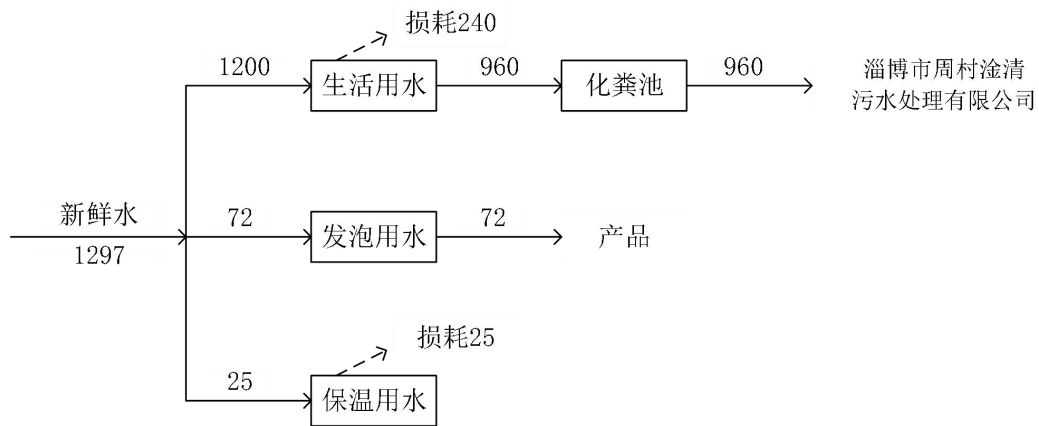 损耗240
1200
生活用水
960
化粪池
960
淄博市周村淦清
污水处理有限公司
新鲜水
1297
72
发泡用水
72
产品
损耗25
25
保温用水